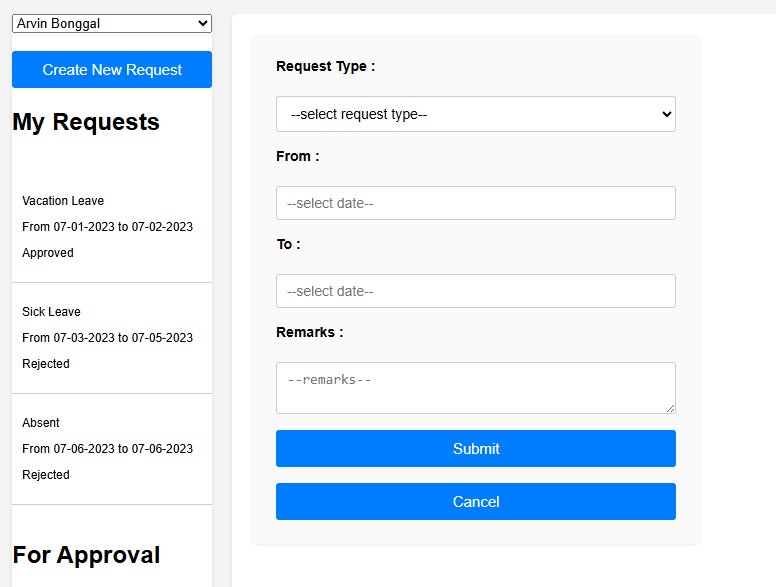 Arvin Bonggal
Create New Request
My Requests
Vacation Leave
From 07-01-2023 to 07-02-2023
Approved
Sick Leave
From 07-03-2023 to 07-05-2023
Rejected
Absent
From 07-06-2023 to 07-06-2023
Rejected
For Approval
Request Type :
--select request type--
From :
--select date--
To :
--select date--
Remarks :
--remarks--
Submit
Cancel